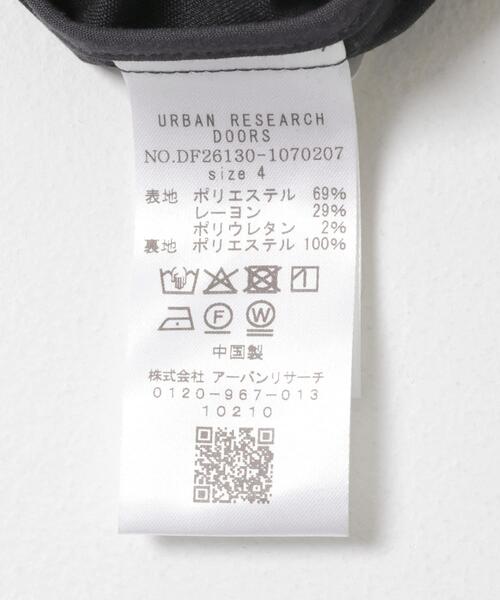 URBAN RESEARCH
DOORS
NO.DF26130-1070207
size 4
表地 ポリエステル 69%
レーヨン 29%
ポリウレタン 2%
裏地 ポリエステル 100%
F W
中国製
株式会社 アーバンリサーチ
0120-967-013
10210